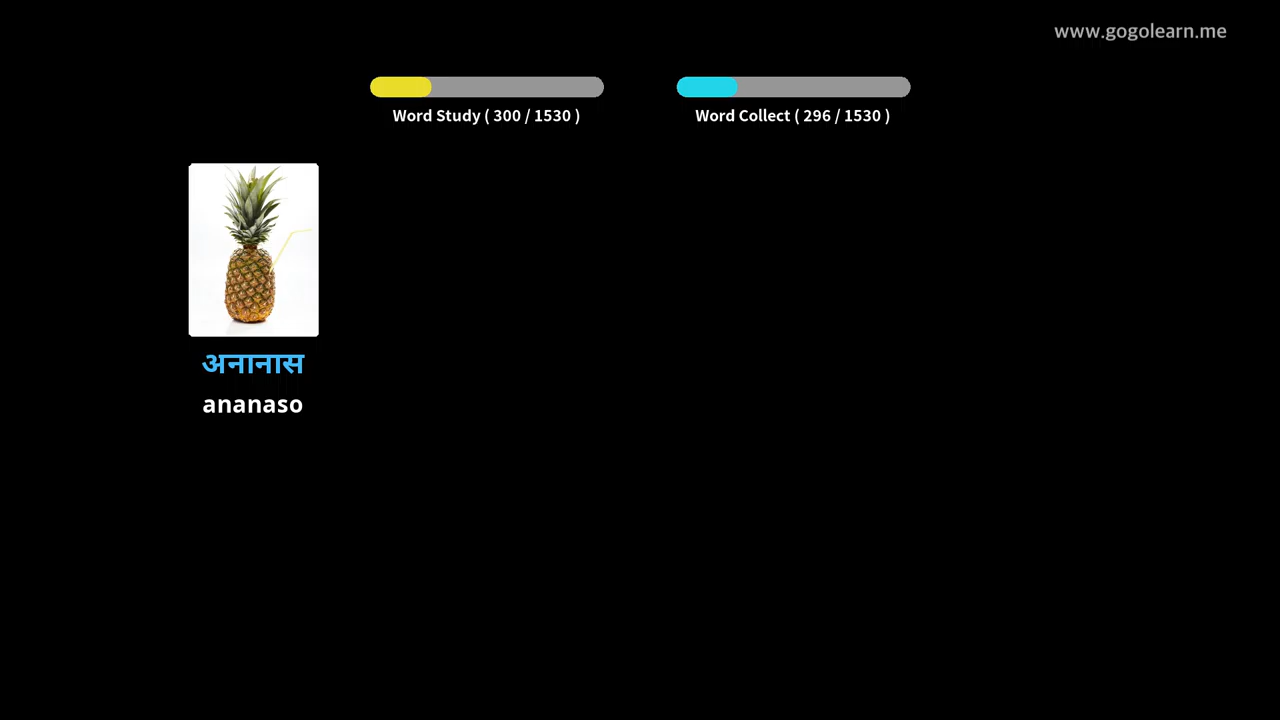 www.gogolearn.me
Word Study ( 300 / 1530 )
Word Collect ( 296 / 1530 )
अनानास
ananaso